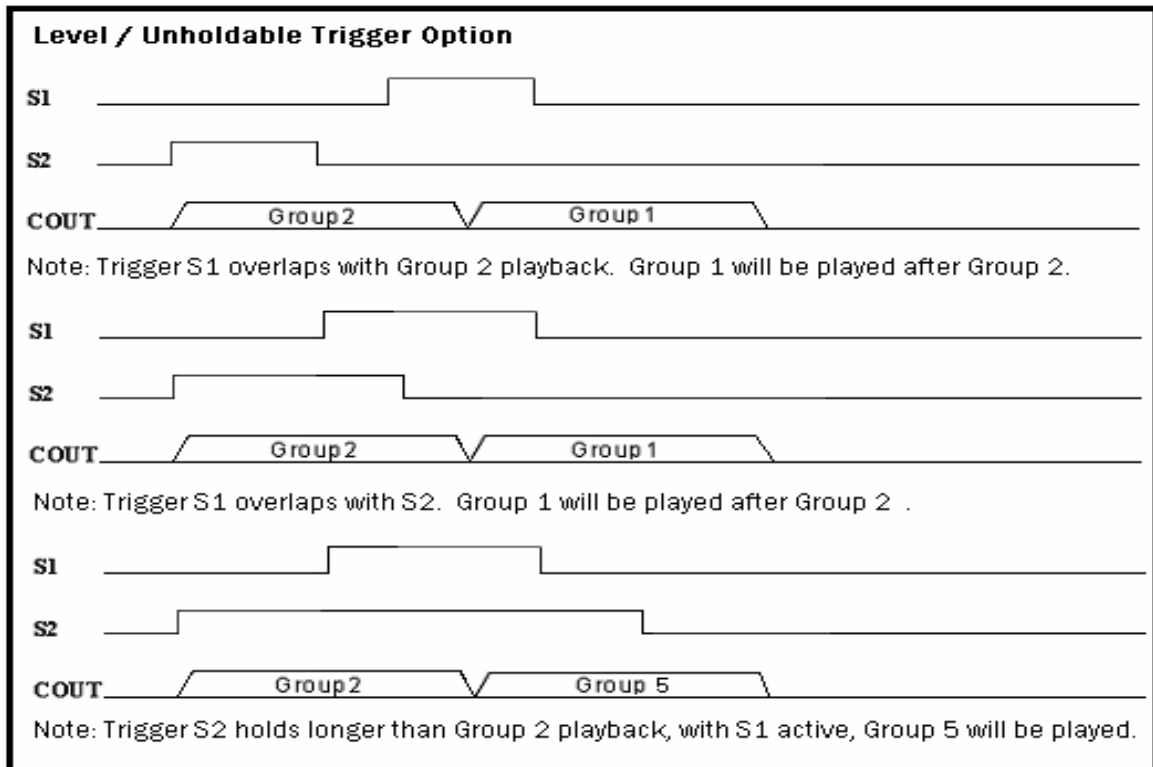 Level / Unholdable Trigger Option
S1
S2
COUT Group2 Group 1
Note: Trigger S1 overlaps with Group 2 playback. Group 1 will be played after Group 2.
S1
S2
COUT Group2 Group 1
Note: Trigger S1 overlaps with S2. Group 1 will be played after Group 2 .
S1
S2
COUT Group2 Group 5
Note: Trigger S2 holds longer than Group 2 playback, with S1 active, Group 5 will be played.